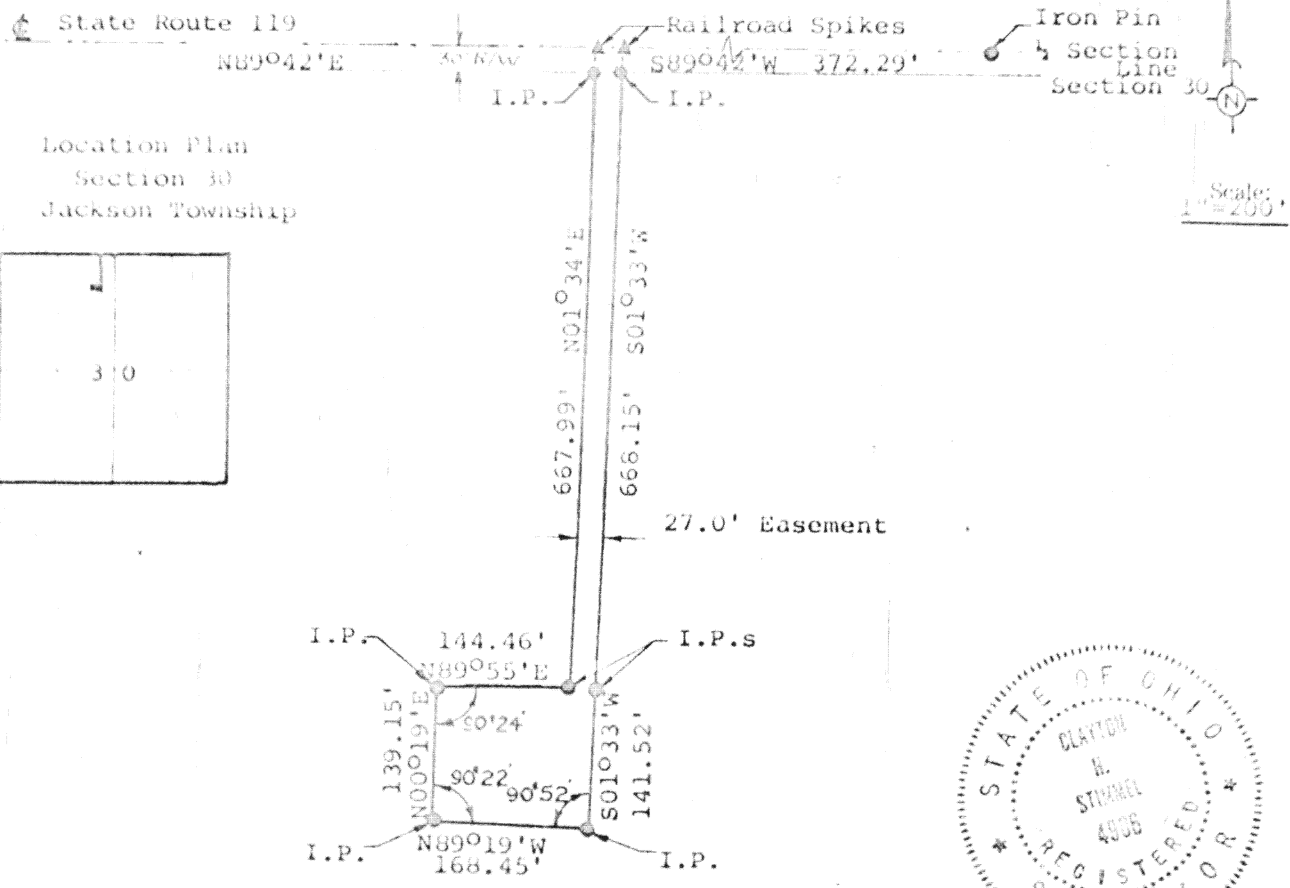 ℄ State Route 119
N89°42'E
30' R/W
Railroad Spikes
S89°42'W 372.29'
Iron Pin
½ Section
Line
Section 30
N
I.P.
I.P.
Location Plan
Section 30
Jackson Township
30
Scale:
1"=200'
667.99' N01°34'E
668.15' S01°33'W
27.0' Easement
I.P.
144.46'
N89°55'E
I.P.s
139.15'
N00°19'E
90°24'
90°22'
90°52'
S01°33'W
141.52'
I.P.
N89°19'W
168.45'
I.P.
STATE OF OHIO
CLAYTON
H.
STIMMEL
4906
REGISTERED